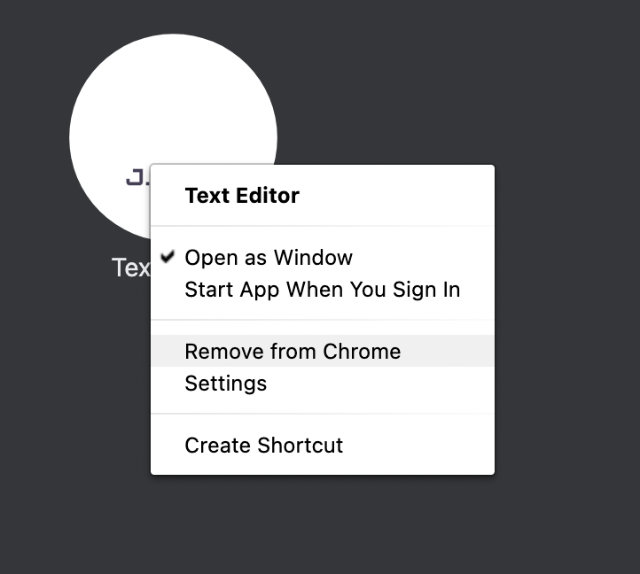 J.
Text Editor
Open as Window
Tex
Start App When You Sign In
Remove from Chrome
Settings
Create Shortcut